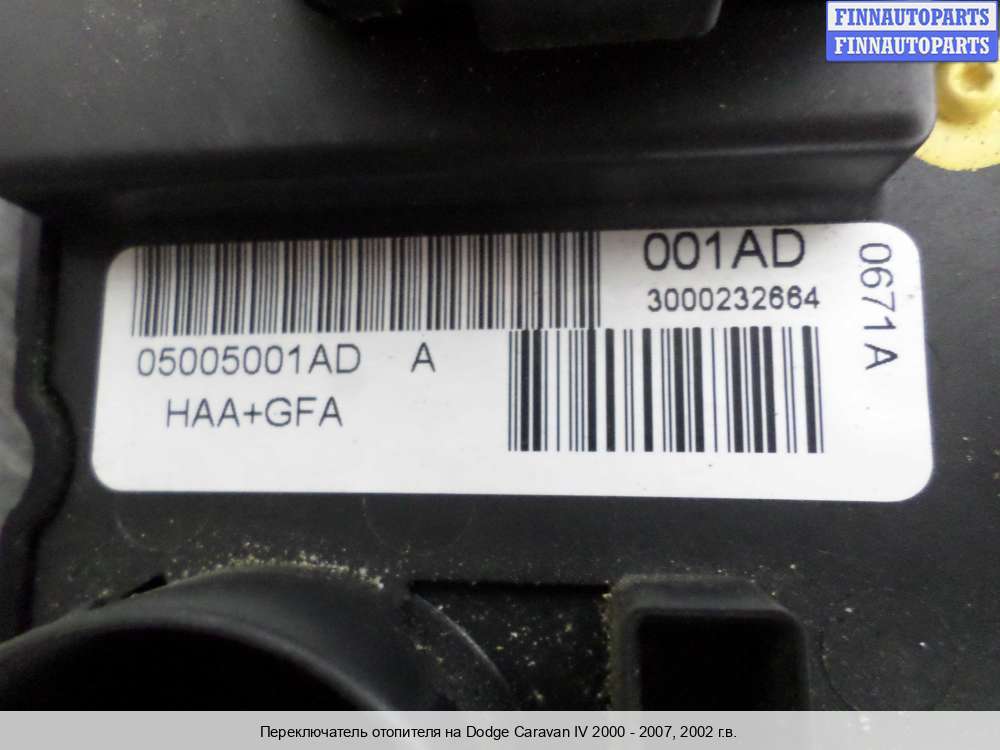 FINNAUTOPARTS
FINNAUTOPARTS
001AD
3000232664
0671A
05005001AD A
HAA+GFA
Переключатель отопителя на Dodge Caravan IV 2000 - 2007, 2002 г.в.